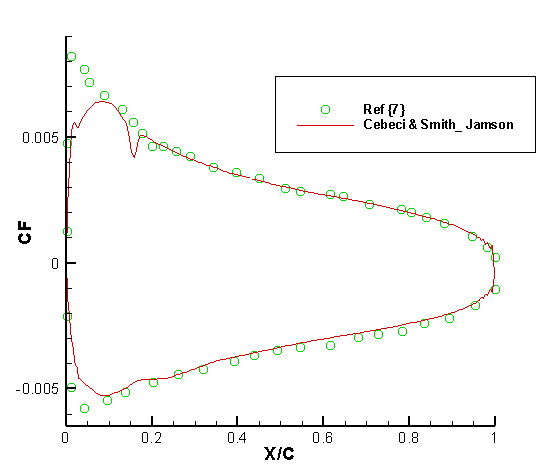 Ref {7}
Cebeci & Smith_ Jamson
0.005
0
-0.005
CF
0 0.2 0.4 0.6 0.8 1
X/C